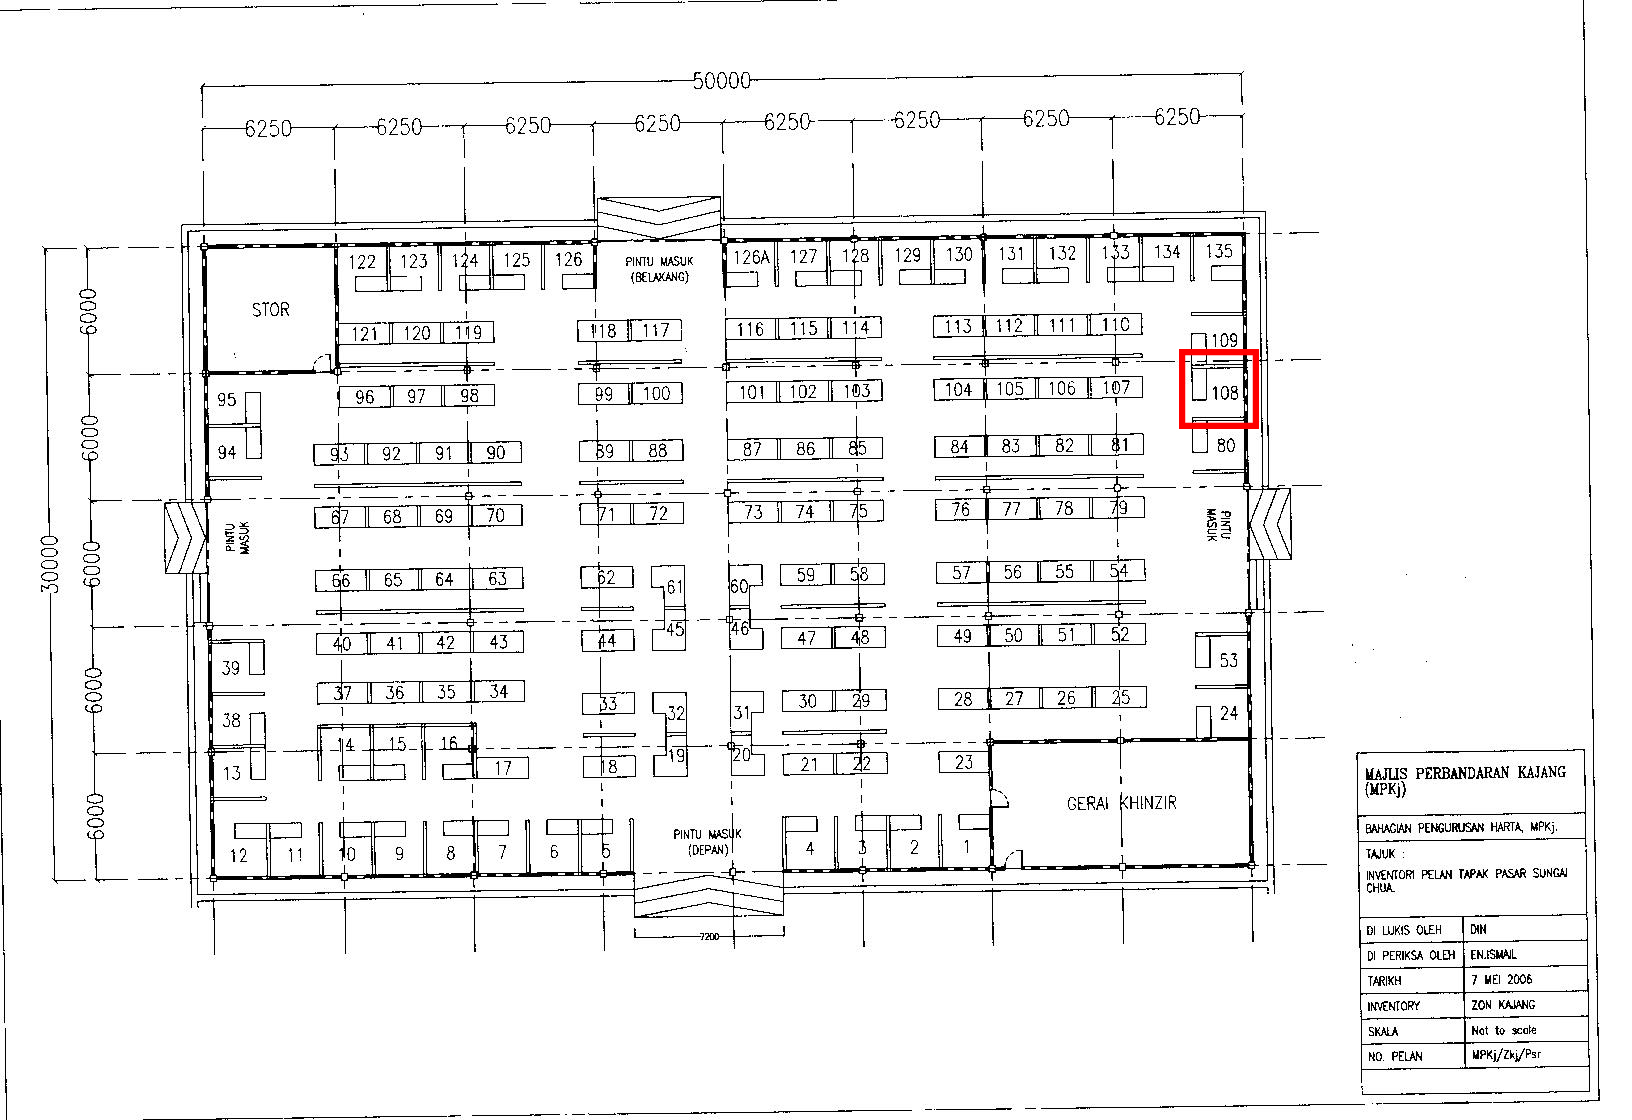 50000
6250 6250 6250 6250 6250 6250 6250 6250
30000
6000
6000
6000
6000
6000
122 123 124 125 126
PINTU MASUK
(BELAKANG)
126A 127 128 129 130 131 132 133 134 135
STOR
121 120 119 118 117 116 115 114 113 112 111 110
109
95 96 97 98 99 100 101 102 103 104 105 106 107 108
94 93 92 91 90 89 88 87 86 85 84 83 82 81 80
PINTU
MASUK
67 68 69 70 71 72 73 74 75 76 77 78 79
PINTU
MASUK
66 65 64 63 62 61 60 59 58 57 56 55 54
40 41 42 43 44 45 46 47 48 49 50 51 52 53
39
38 37 36 35 34 33 32 31 30 29 28 27 26 25 24
14 15 16
13 17 18 19 20 21 22 23
GERAI KHINZIR
12 11 10 9 8 7 6 5
PINTU MASUK
(DEPAN)
4 3 2 1
7200
MAJLIS PERBANDARAN KAJANG
(MPKj)
BAHAGIAN PENGURUSAN HARTA, MPKj.
TAJUK :
INVENTORI PELAN TAPAK PASAR SUNGAI
CHUA.
DI LUKIS OLEH DIN
DI PERIKSA OLEH EN.ISMAIL
TARIKH 7 MEI 2006
INVENTORY ZON KAJANG
SKALA Not to scale
NO. PELAN MPKj/Zkj/Psr